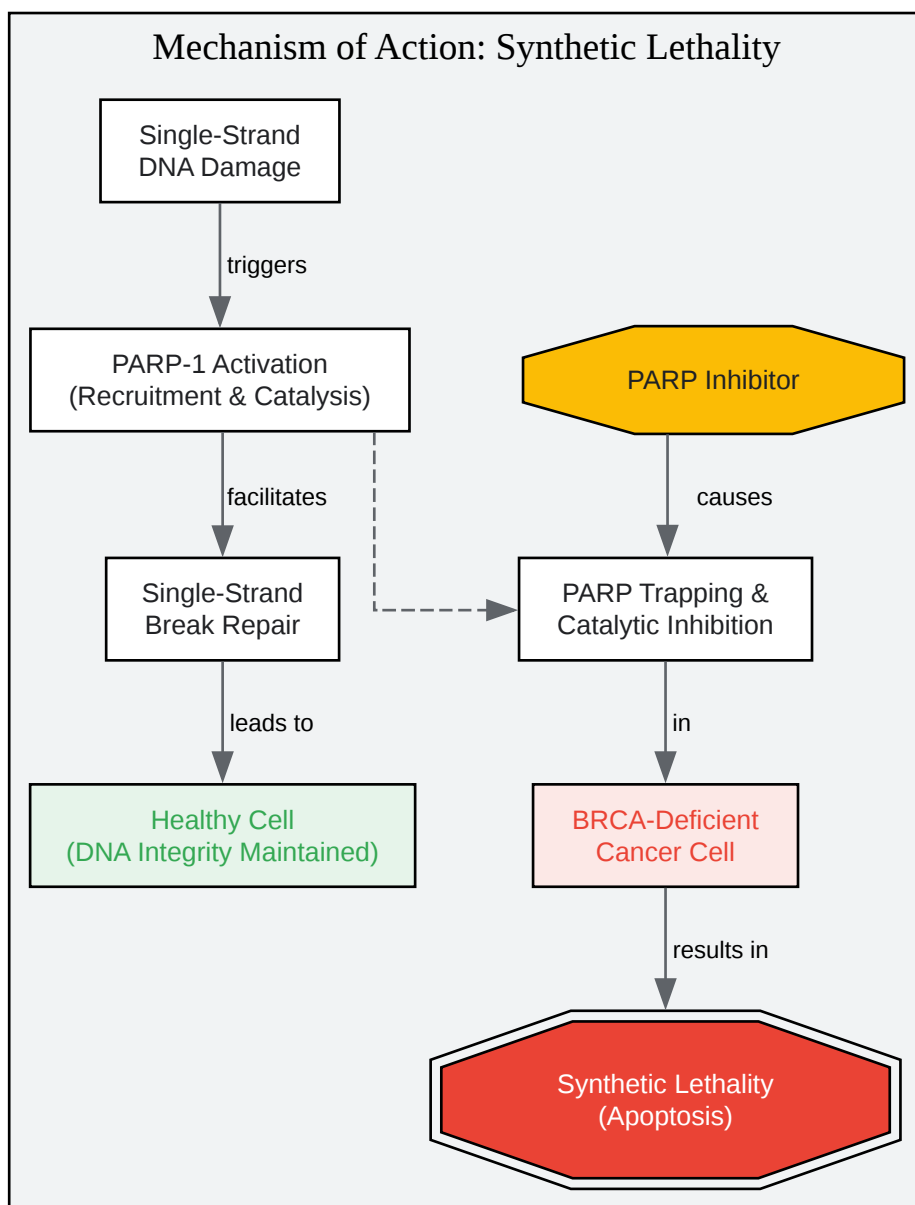 Mechanism of Action: Synthetic Lethality
Single-Strand
DNA Damage
triggers
PARP-1 Activation
(Recruitment & Catalysis)
PARP Inhibitor
facilitates
causes
Single-Strand
Break Repair
PARP Trapping &
Catalytic Inhibition
leads to
in
Healthy Cell
(DNA Integrity Maintained)
BRCA-Deficient
Cancer Cell
results in
Synthetic Lethality
(Apoptosis)